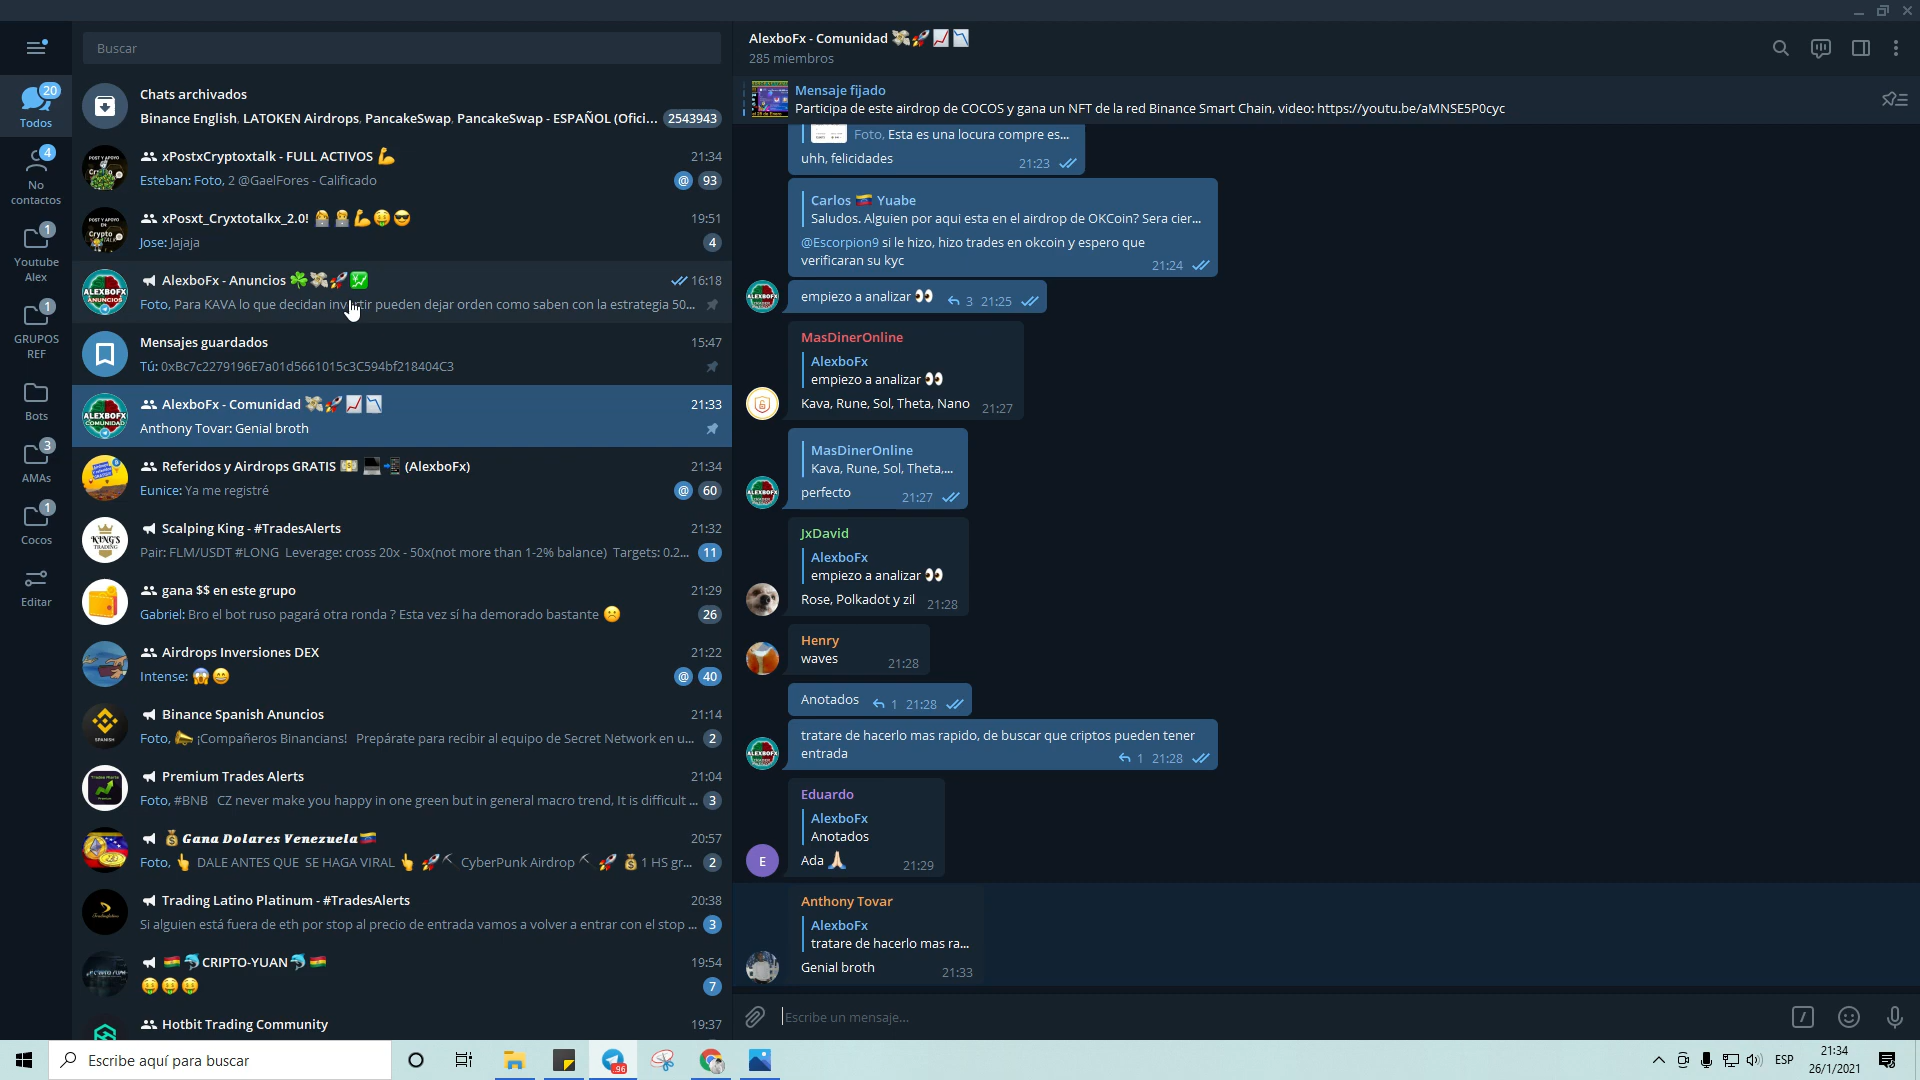 Buscar
20
Todos
4
No
contactos
1
Youtube
Alex
1
GRUPOS
REF
Bots
3
AMAs
1
Cocos
Editar
Chats archivados
Binance English, LATOKEN Airdrops, PancakeSwap, PancakeSwap - ESPAÑOL (Ofici... 2543943
xPostxCryptoxtalk - FULL ACTIVOS 💪 21:34
Esteban: Foto, 2 @GaelFores - Calificado @ 93
xPosxt_Cryxtotalkx_2.0! 19:51
Jose: Jajaja 4
AlexboFx - Anuncios ☘️💸🚀💹 16:18
Foto, Para KAVA lo que decidan invertir pueden dejar orden como saben con la estrategia 50...
Mensajes guardados 15:47
Tú: 0xBc7c2279196E7a01d5661015c3C594bf218404C3
AlexboFx - Comunidad 💸🚀📈📉 21:33
Anthony Tovar: Genial broth
Referidos y Airdrops GRATIS 💵 💻📲 (AlexboFx) 21:34
Eunice: Ya me registré @ 60
Scalping King - #TradesAlerts 21:32
Pair: FLM/USDT #LONG Leverage: cross 20x - 50x(not more than 1-2% balance) Targets: 0.2... 11
gana $$ en este grupo 21:29
Gabriel: Bro el bot ruso pagará otra ronda ? Esta vez sí ha demorado bastante ☹️ 26
Airdrops Inversiones DEX 21:22
Intense: 😱😄 @ 40
Binance Spanish Anuncios 21:14
Foto, 📣 ¡Compañeros Binancians! Prepárate para recibir al equipo de Secret Network en u... 2
Premium Trades Alerts 21:04
Foto, #BNB CZ never make you happy in one green but in general macro trend, It is difficult ... 3
💰Gana Dolares Venezuela🇻🇪 20:57
Foto, 👆 DALE ANTES QUE SE HAGA VIRAL 👆 🚀⛏ CyberPunk Airdrop ⛏ 🚀 💰1 HS gr... 2
Trading Latino Platinum - #TradesAlerts 20:38
Si alguien está fuera de eth por stop al precio de entrada vamos a volver a entrar con el stop ... 3
🇧🇴🐬CRIPTO-YUAN🐬🇧🇴 19:54
🤑🤑🤑 7
Hotbit Trading Community 19:37
AlexboFx - Comunidad 💸🚀📈📉
285 miembros
Mensaje fijado
Participa de este airdrop de COCOS y gana un NFT de la red Binance Smart Chain, video: https://youtu.be/aMNSE5P0cyc
Foto, Esta es una locura compre es...
uhh, felicidades 21:23
Carlos 🇻🇪 Yuabe
Saludos. Alguien por aqui esta en el airdrop de OKCoin? Sera cier...
@Escorpion9 si le hizo, hizo trades en okcoin y espero que
verificaran su kyc 21:24
empiezo a analizar 👀 3 21:25
MasDinerOnline
AlexboFx
empiezo a analizar 👀
Kava, Rune, Sol, Theta, Nano 21:27
MasDinerOnline
Kava, Rune, Sol, Theta,...
perfecto 21:27
JxDavid
AlexboFx
empiezo a analizar 👀
Rose, Polkadot y zil 21:28
Henry
waves 21:28
Anotados 1 21:28
tratare de hacerlo mas rapido, de buscar que criptos pueden tener
entrada 1 21:28
Eduardo
AlexboFx
Anotados
E
Ada 🙏🏻 21:29
Anthony Tovar
AlexboFx
tratare de hacerlo mas ra...
Genial broth 21:33
Escribe un mensaje...
Escribe aquí para buscar
..96
ESP
21:34
26/1/2021